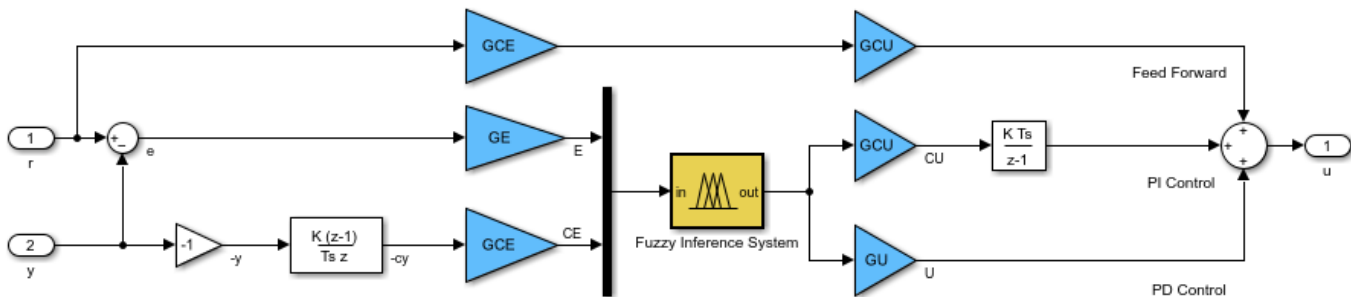 GCE
GCU
Feed Forward
1
r
+
−
e
GE
E
GCU
CU
K Ts
z-1
+
+
+
1
u
PI Control
in
out
Fuzzy Inference System
2
y
-1
-y
K (z-1)
Ts z
-cy
GCE
CE
GU
U
PD Control